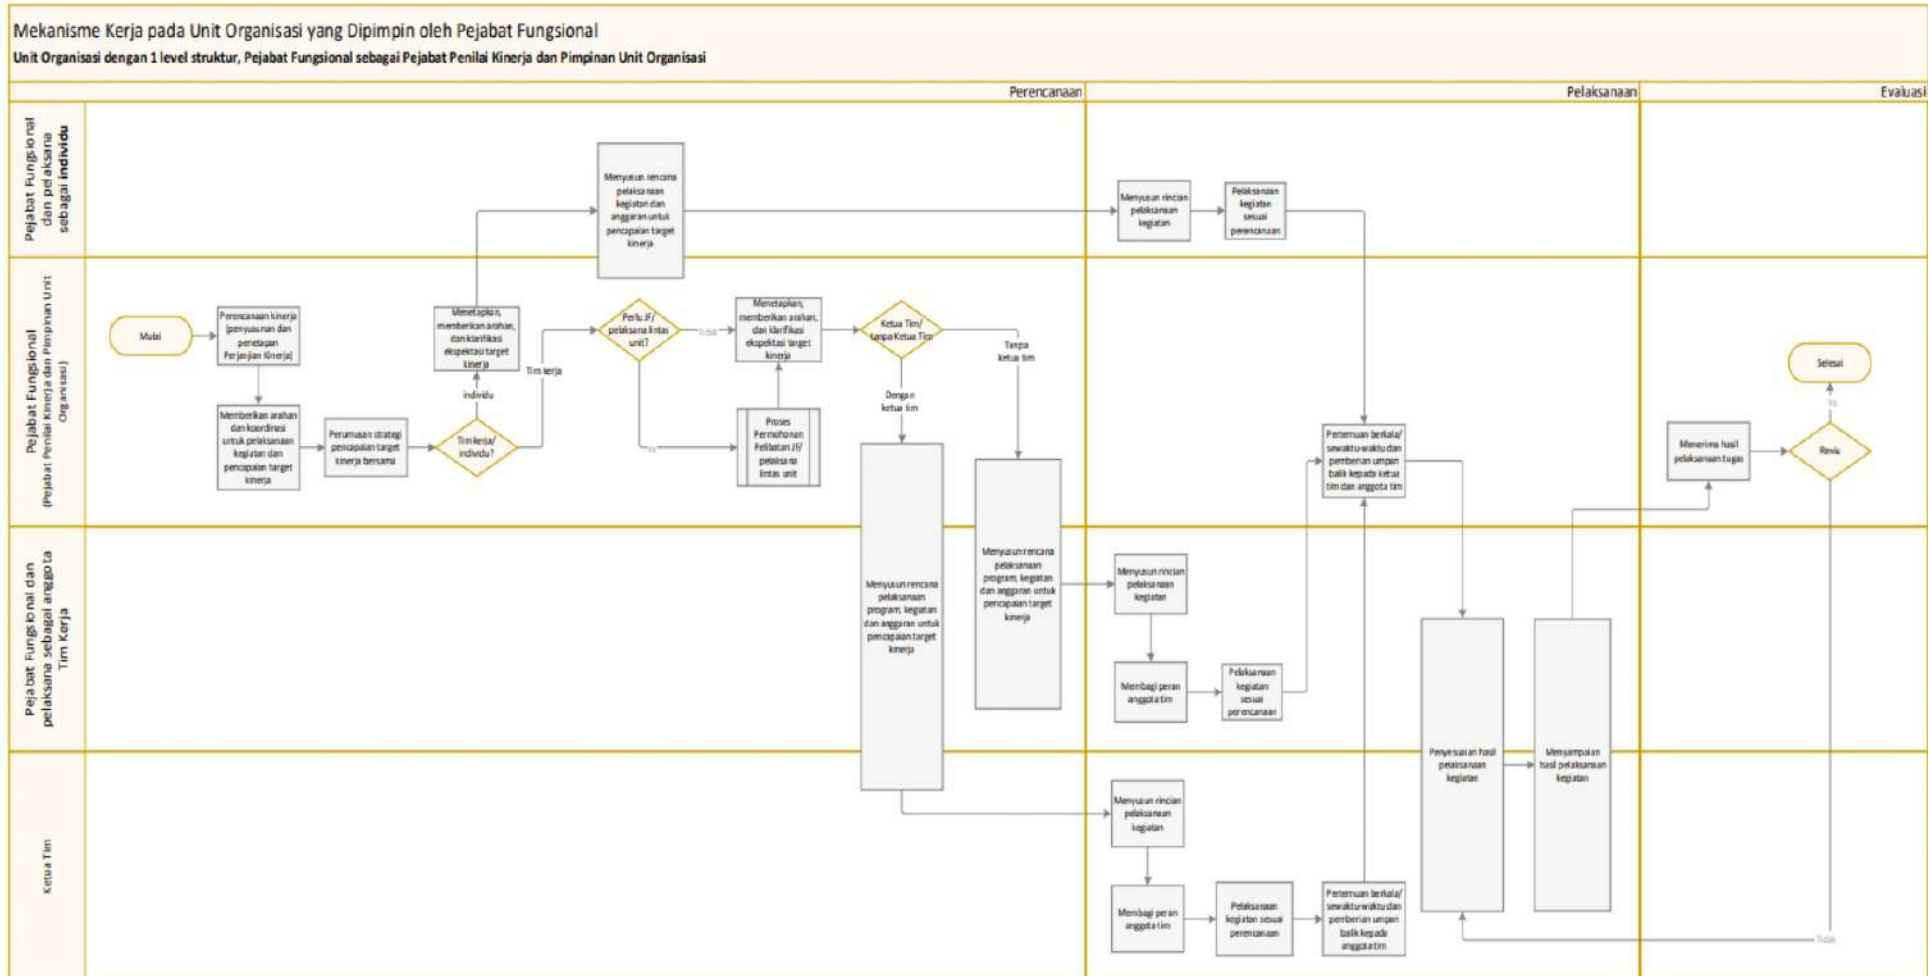 Mekanisme Kerja pada Unit Organisasi yang Dipimpin oleh Pejabat Fungsional
Unit Organisasi dengan 1 level struktur, Pejabat Fungsional sebagai Pejabat Penilai Kinerja dan Pimpinan Unit Organisasi
Perencanaan
Pelaksanaan
Evaluasi
Pejabat Fungsional
dan pelaksana
sebagai individu
Menyusun rencana
pelaksanaan
kegiatan dan
anggaran untuk
pencapaian target
kinerja
Menyusun rincian
pelaksanaan
kegiatan
Pelaksanaan
kegiatan
sesuai
perencanaan
Pejabat Fungsional
(Pejabat Penilai Kinerja dan Pimpinan Unit
Organisasi)
Mulai
Perencanaan kinerja
(penyusunan dan
penetapan
Perjanjian Kinerja)
Memberikan arahan
dan koordinasi
untuk pelaksanaan
kegiatan dan
pencapaian target
kinerja
Perumusan strategi
pencapaian target
kinerja bersama
Tim kerja/
individu?
individu
Tim kerja
Menetapkan,
memberikan arahan,
dan klarifikasi
ekspektasi target
kinerja
Perlu JF/
pelaksana lintas
unit?
Tidak
Ya
Proses
Permohonan
Pelibatan JF/
pelaksana
lintas unit
Menetapkan,
memberikan arahan,
dan klarifikasi
ekspektasi target
kinerja
Ketua Tim/
tanpa Ketua Tim
Dengan
ketua tim
Tanpa
ketua tim
Pertemuan berkala/
sewaktu-waktu dan
pemberian umpan
balik kepada ketua
tim dan anggota tim
Menerima hasil
pelaksanaan tugas
Reviu
Ya
Selesai
Tidak
Pejabat Fungsional dan
pelaksana sebagai anggota
Tim Kerja
Menyusun rencana
pelaksanaan
program, kegiatan
dan anggaran untuk
pencapaian target
kinerja
Menyusun rencana
pelaksanaan
program, kegiatan
dan anggaran untuk
pencapaian target
kinerja
Menyusun rincian
pelaksanaan
kegiatan
Membagi peran
anggota tim
Pelaksanaan
kegiatan
sesuai
perencanaan
Penyesuaian hasil
pelaksanaan
kegiatan
Menyampaian
hasil pelaksanaan
kegiatan
Ketua Tim
Menyusun rincian
pelaksanaan
kegiatan
Membagi peran
anggota tim
Pelaksanaan
kegiatan sesuai
perencanaan
Pertemuan berkala/
sewaktu-waktu dan
pemberian umpan
balik kepada
anggota tim